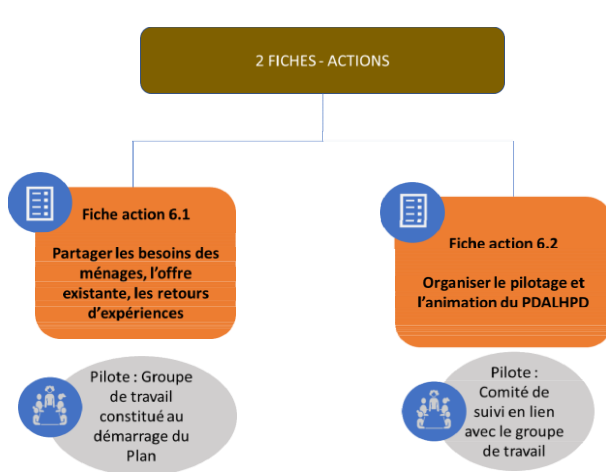 2 FICHES - ACTIONS
Fiche action 6.1
Partager les besoins des
ménages, l'offre
existante, les retours
d'expériences
Pilote : Groupe
de travail
constitué au
démarrage du
Plan
Fiche action 6.2
Organiser le pilotage et
l'animation du PDALHPD
Pilote :
Comité de
suivi en lien
avec le groupe
de travail